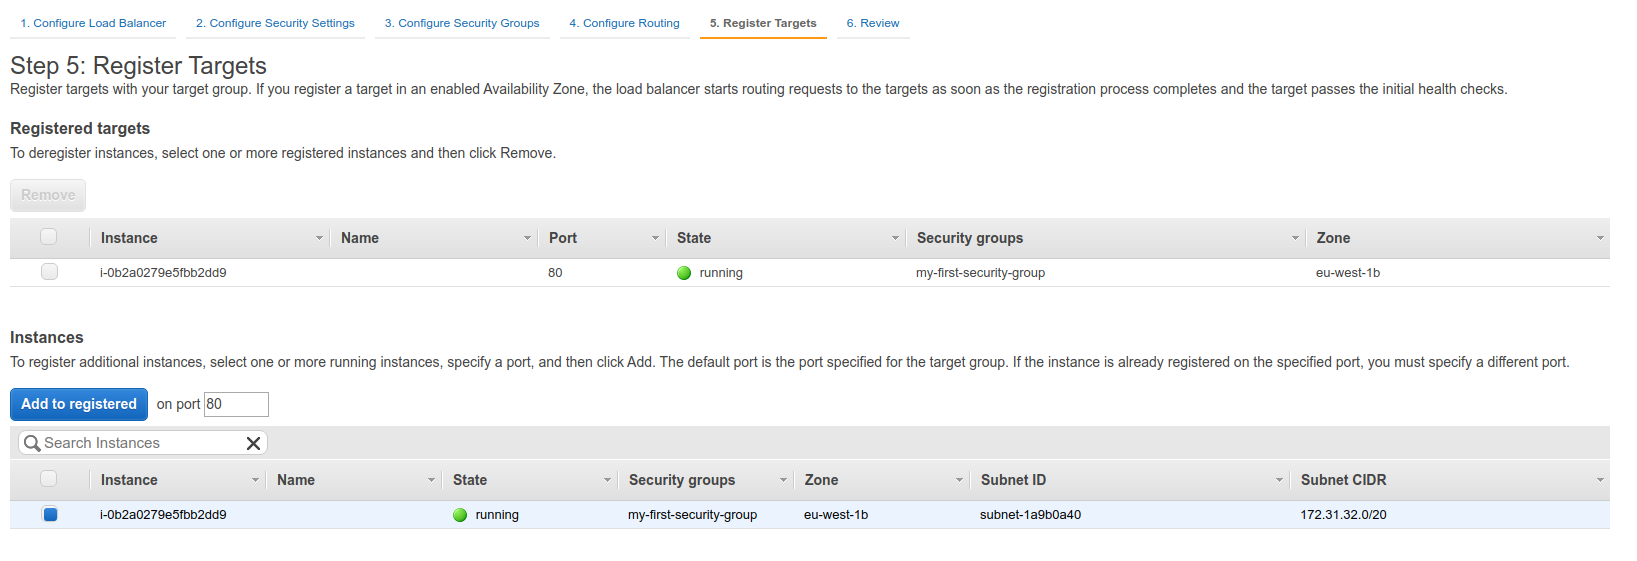 1. Configure Load Balancer 2. Configure Security Settings 3. Configure Security Groups 4. Configure Routing 5. Register Targets 6. Review
Step 5: Register Targets
Register targets with your target group. If you register a target in an enabled Availability Zone, the load balancer starts routing requests to the targets as soon as the registration process completes and the target passes the initial health checks.
Registered targets
To deregister instances, select one or more registered instances and then click Remove.
Remove
Instance Name Port State Security groups Zone
i-0b2a0279e5fbb2dd9 80 running my-first-security-group eu-west-1b
Instances
To register additional instances, select one or more running instances, specify a port, and then click Add. The default port is the port specified for the target group. If the instance is already registered on the specified port, you must specify a different port.
Add to registered on port 80
Search Instances
Instance Name State Security groups Zone Subnet ID Subnet CIDR
i-0b2a0279e5fbb2dd9 running my-first-security-group eu-west-1b subnet-1a9b0a40 172.31.32.0/20